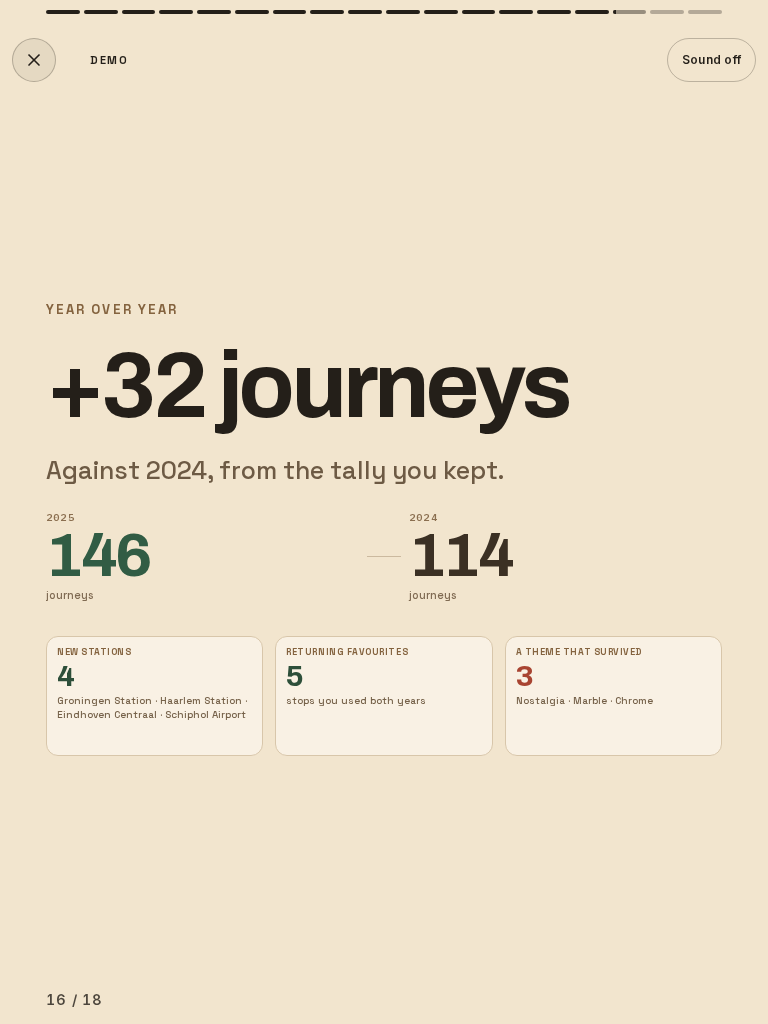 DEMO
Sound off
YEAR OVER YEAR
+32 journeys
Against 2024, from the tally you kept.
2025
146
journeys
2024
114
journeys
NEW STATIONS
4
Groningen Station · Haarlem Station ·
Eindhoven Centraal · Schiphol Airport
RETURNING FAVOURITES
5
stops you used both years
A THEME THAT SURVIVED
3
Nostalgia · Marble · Chrome
16 / 18